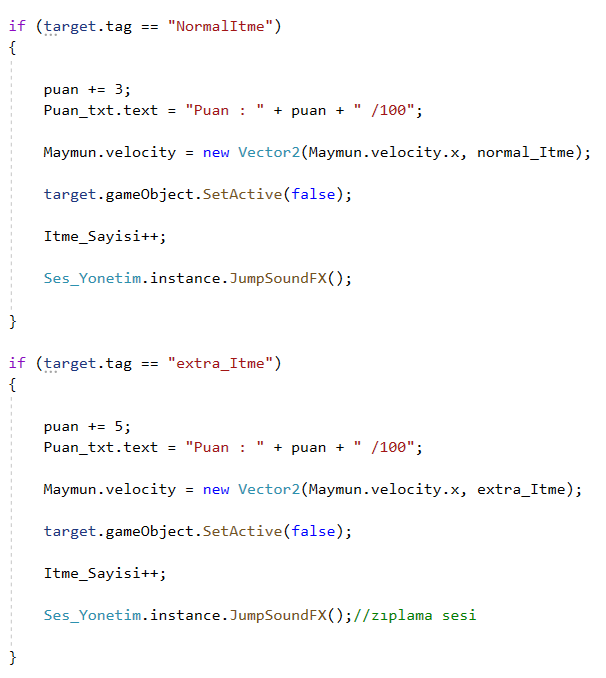 if (target.tag == "NormalItme")
{
puan += 3;
Puan_txt.text = "Puan : " + puan + " /100";
Maymun.velocity = new Vector2(Maymun.velocity.x, normal_Itme);
target.gameObject.SetActive(false);
Itme_Sayisi++;
Ses_Yonetim.instance.JumpSoundFX();
}
if (target.tag == "extra_Itme")
{
puan += 5;
Puan_txt.text = "Puan : " + puan + " /100";
Maymun.velocity = new Vector2(Maymun.velocity.x, extra_Itme);
target.gameObject.SetActive(false);
Itme_Sayisi++;
Ses_Yonetim.instance.JumpSoundFX();//zıplama sesi
}